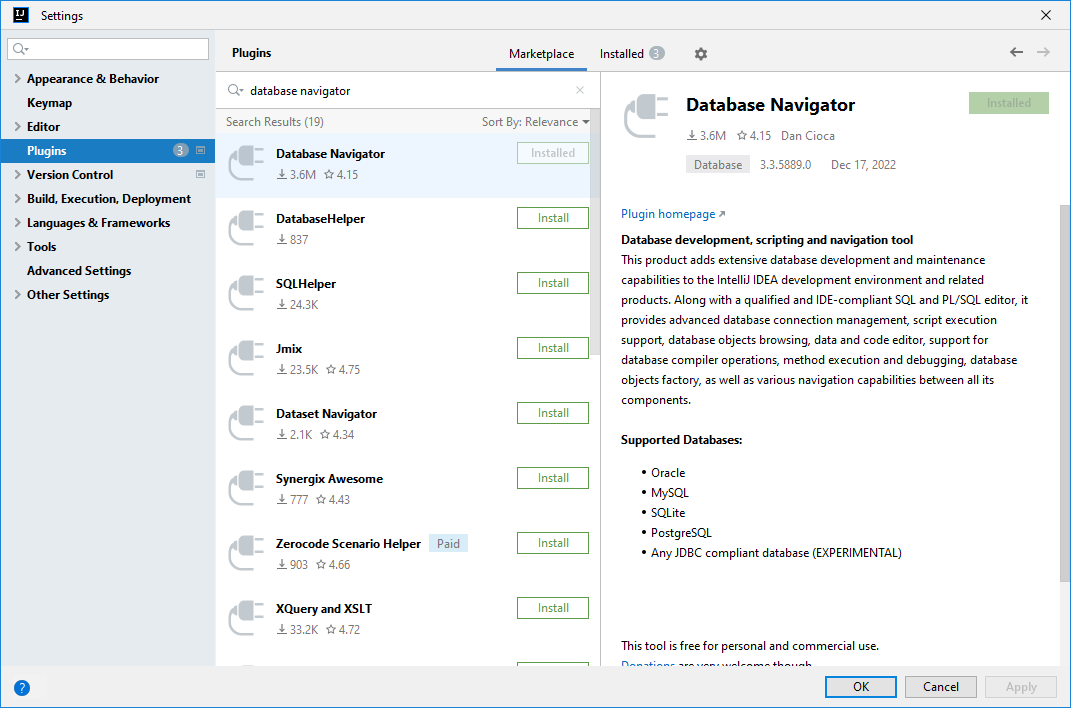 IJ
Settings
Appearance & Behavior
Keymap
Editor
Plugins 3
Version Control
Build, Execution, Deployment
Languages & Frameworks
Tools
Advanced Settings
Other Settings
Plugins
Marketplace
Installed 3
database navigator
Search Results (19)
Sort By: Relevance
Database Navigator
Installed
3.6M 4.15
DatabaseHelper
Install
837
SQLHelper
Install
24.3K
Jmix
Install
23.5K 4.75
Dataset Navigator
Install
2.1K 4.34
Synergix Awesome
Install
777 4.43
Zerocode Scenario Helper Paid
Install
903 4.66
XQuery and XSLT
Install
33.2K 4.72
Database Navigator
Installed
3.6M 4.15 Dan Cioca
Database 3.3.5889.0 Dec 17, 2022
Plugin homepage
Database development, scripting and navigation tool
This product adds extensive database development and maintenance
capabilities to the IntelliJ IDEA development environment and related
products. Along with a qualified and IDE-compliant SQL and PL/SQL editor, it
provides advanced database connection management, script execution
support, database objects browsing, data and code editor, support for
database compiler operations, method execution and debugging, database
objects factory, as well as various navigation capabilities between all its
components.
Supported Databases:
• Oracle
• MySQL
• SQLite
• PostgreSQL
• Any JDBC compliant database (EXPERIMENTAL)
This tool is free for personal and commercial use.
Donations are very welcome though.
?
OK
Cancel
Apply